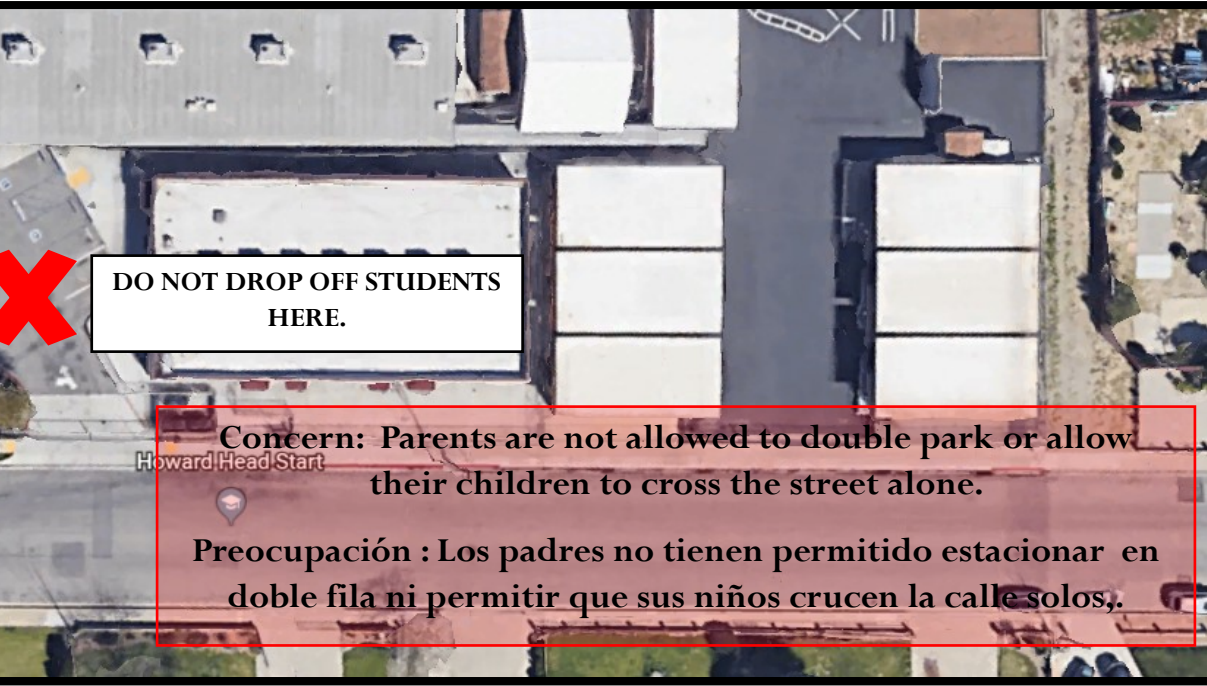 DO NOT DROP OFF STUDENTS
HERE.
Concern: Parents are not allowed to double park or allow
their children to cross the street alone.
Howard Head Start
Preocupación : Los padres no tienen permitido estacionar en
doble fila ni permitir que sus niños crucen la calle solos,.